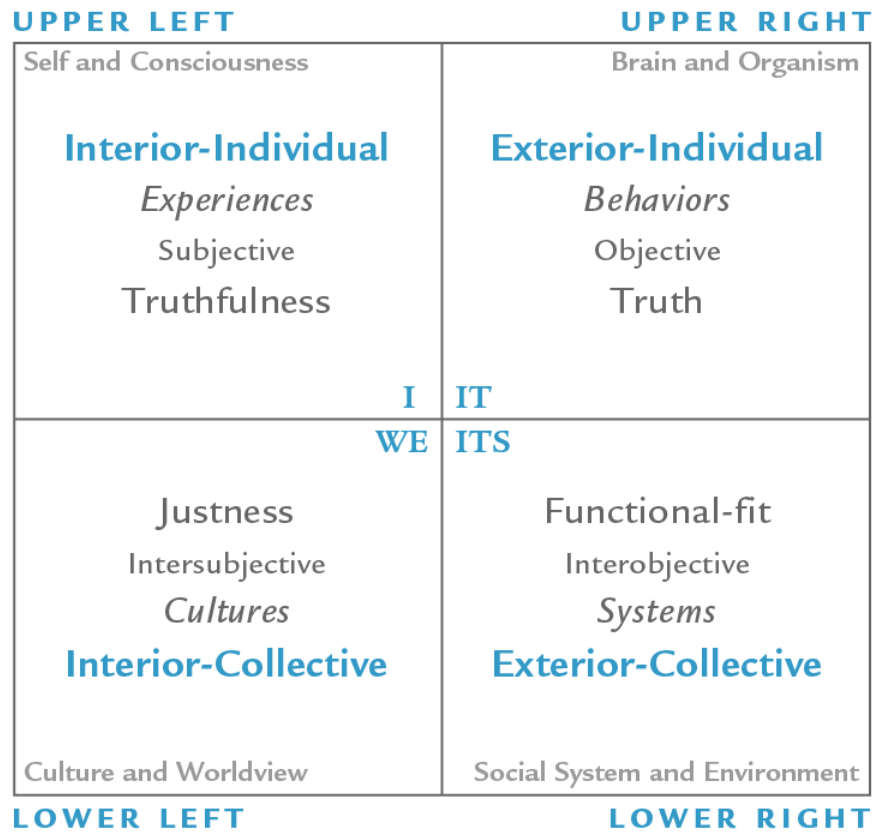 UPPER LEFT
UPPER RIGHT
Self and Consciousness
Brain and Organism
Interior-Individual
Exterior-Individual
Experiences
Behaviors
Subjective
Objective
Truthfulness
Truth
I
IT
WE
ITS
Justness
Functional-fit
Intersubjective
Interobjective
Cultures
Systems
Interior-Collective
Exterior-Collective
Culture and Worldview
Social System and Environment
LOWER LEFT
LOWER RIGHT